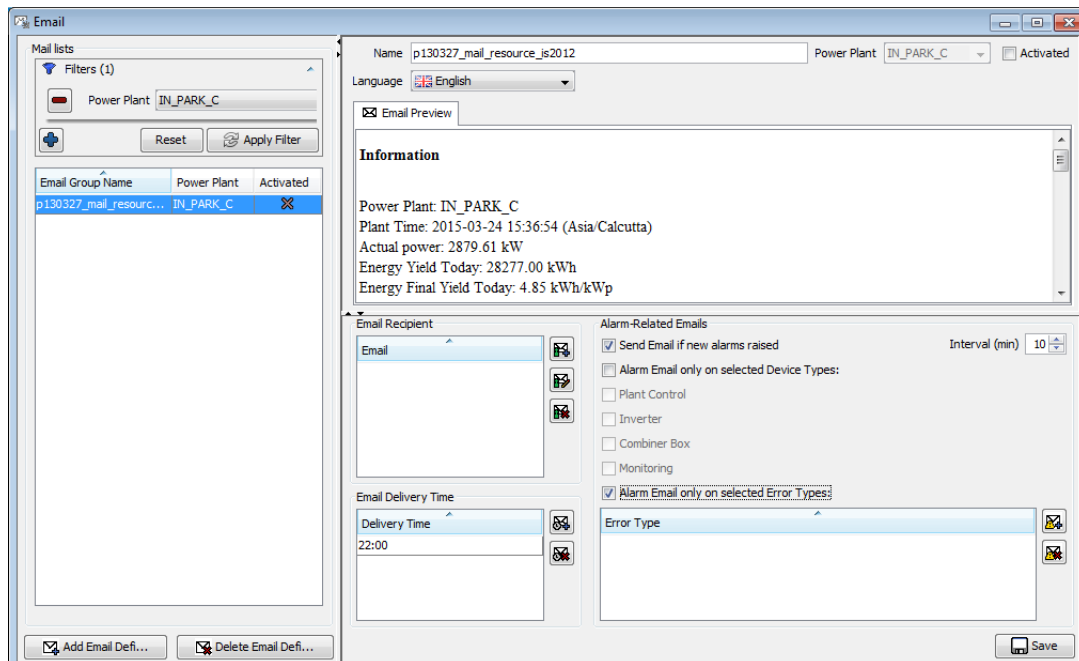 Email
Mail lists
Filters (1)
Power Plant IN_PARK_C
Reset Apply Filter
Email Group Name Power Plant Activated
p130327_mail_resourc... IN_PARK_C
Add Email Defi... Delete Email Defi...
Name p130327_mail_resource_is2012 Power Plant IN_PARK_C Activated
Language English
Email Preview
Information
Power Plant: IN_PARK_C
Plant Time: 2015-03-24 15:36:54 (Asia/Calcutta)
Actual power: 2879.61 kW
Energy Yield Today: 28277.00 kWh
Energy Final Yield Today: 4.85 kWh/kWp
Email Recipient
Email
Email Delivery Time
Delivery Time
22:00
Alarm-Related Emails
Send Email if new alarms raised Interval (min) 10
Alarm Email only on selected Device Types:
Plant Control
Inverter
Combiner Box
Monitoring
Alarm Email only on selected Error Types:
Error Type
Save